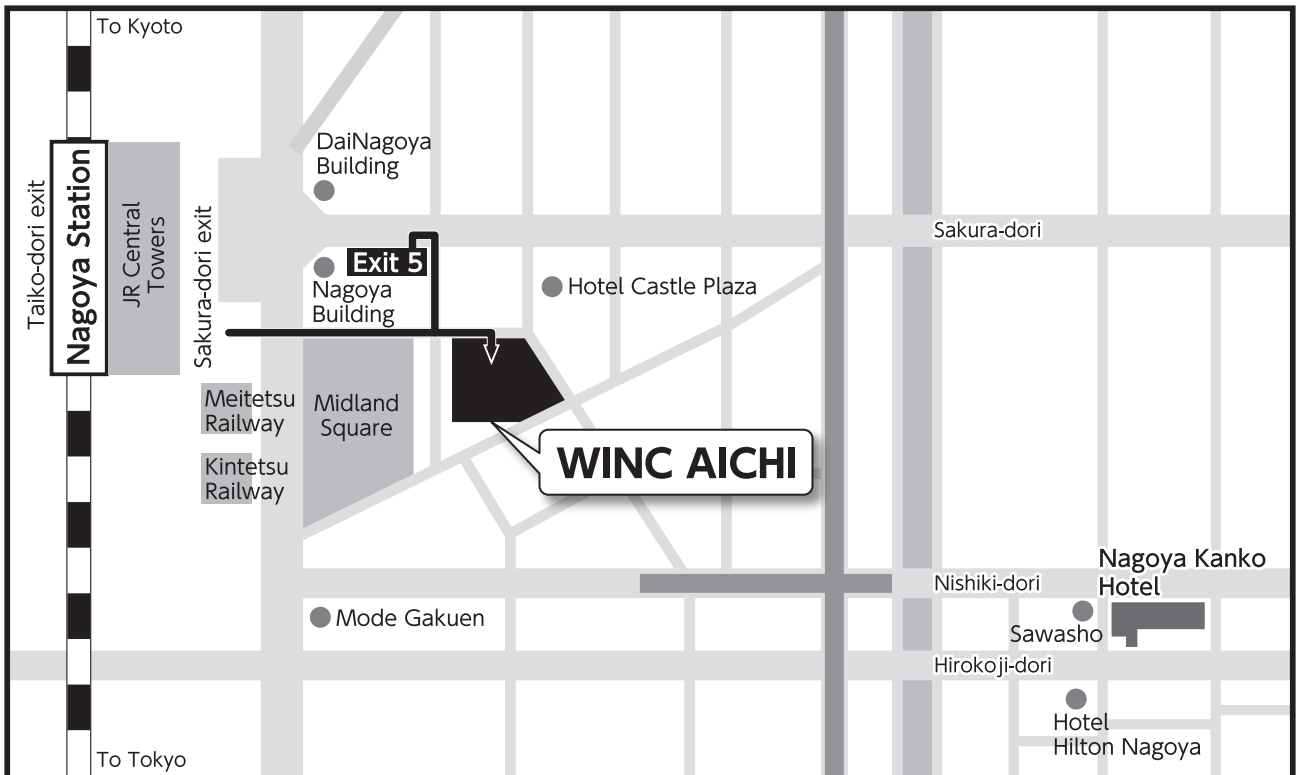 To Kyoto
DaiNagoya
Building
Taiko-dori exit
Nagoya Station
JR Central
Towers
Sakura-dori exit
Sakura-dori
Exit 5
Nagoya
Building
Hotel Castle Plaza
Meitetsu
Railway
Midland
Square
Kintetsu
Railway
WINC AICHI
Nagoya Kanko
Hotel
Nishiki-dori
Mode Gakuen
Sawasho
Hirokoji-dori
Hotel
Hilton Nagoya
To Tokyo